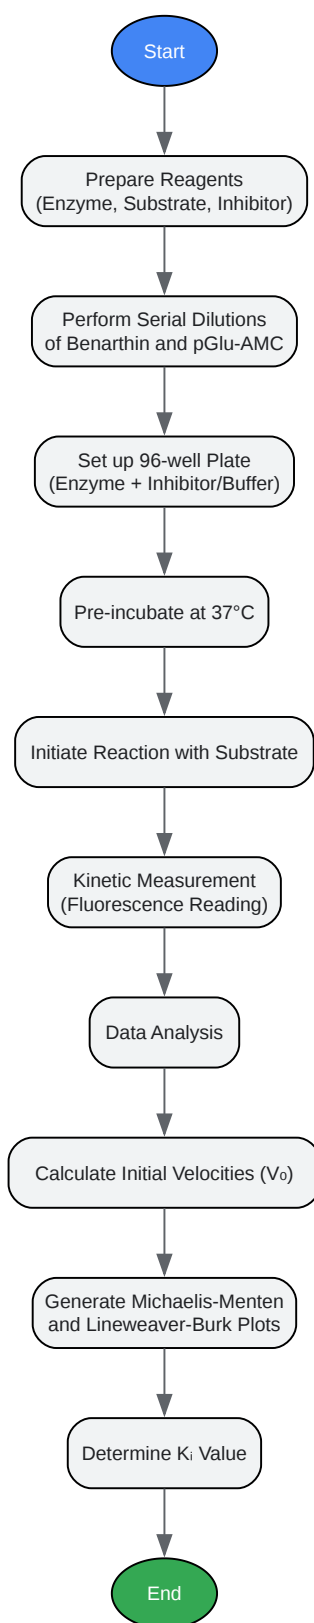 Start
Prepare Reagents
(Enzyme, Substrate, Inhibitor)
Perform Serial Dilutions
of Benarthin and pGlu-AMC
Set up 96-well Plate
(Enzyme + Inhibitor/Buffer)
Pre-incubate at 37°C
Initiate Reaction with Substrate
Kinetic Measurement
(Fluorescence Reading)
Data Analysis
Calculate Initial Velocities (V₀)
Generate Michaelis-Menten
and Lineweaver-Burk Plots
Determine Kᵢ Value
End